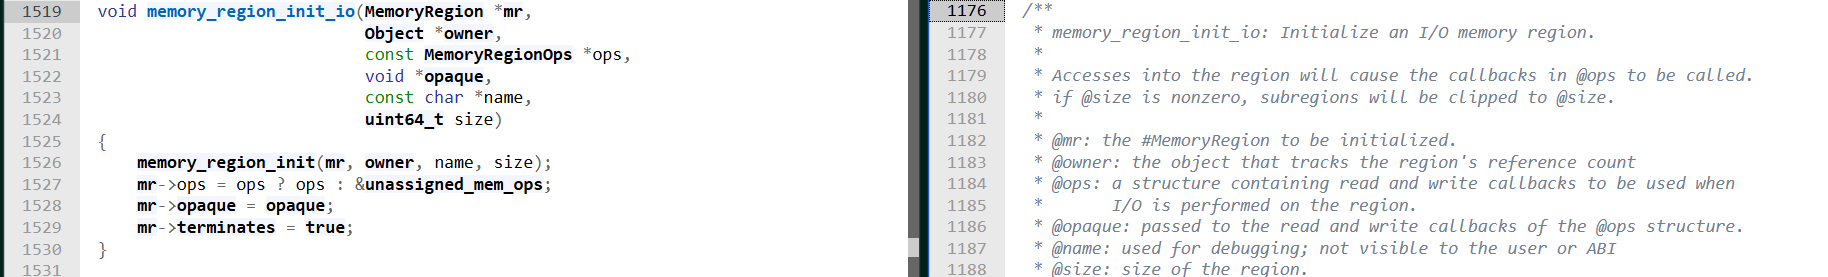 1519 void memory_region_init_io(MemoryRegion *mr,
1520 Object *owner,
1521 const MemoryRegionOps *ops,
1522 void *opaque,
1523 const char *name,
1524 uint64_t size)
1525 {
1526 memory_region_init(mr, owner, name, size);
1527 mr->ops = ops ? ops : &unassigned_mem_ops;
1528 mr->opaque = opaque;
1529 mr->terminates = true;
1530 }
1531
1176 /**
1177 * memory_region_init_io: Initialize an I/O memory region.
1178 *
1179 * Accesses into the region will cause the callbacks in @ops to be called.
1180 * if @size is nonzero, subregions will be clipped to @size.
1181 *
1182 * @mr: the #MemoryRegion to be initialized.
1183 * @owner: the object that tracks the region's reference count
1184 * @ops: a structure containing read and write callbacks to be used when
1185 * I/O is performed on the region.
1186 * @opaque: passed to the read and write callbacks of the @ops structure.
1187 * @name: used for debugging; not visible to the user or ABI
1188 * @size: size of the region.